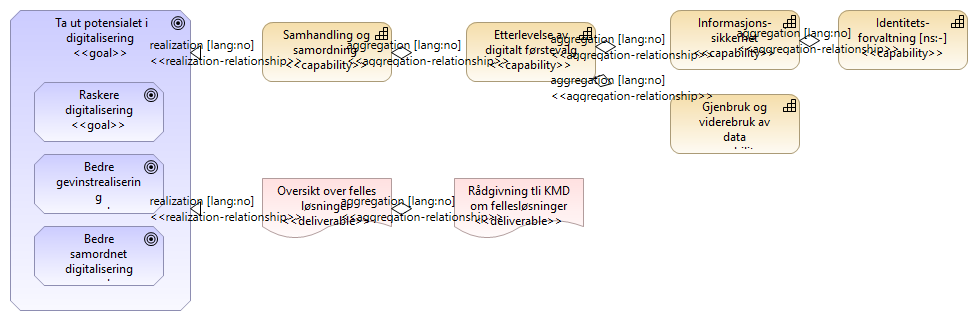 Ta ut potensialet i
digitalisering
<<goal>>
Raskere
digitalisering
<<goal>>
Bedre
gevinstrealiserin
g
Bedre
samordnet
digitalisering
realization [lang:no]
<<realization-relationship>>
Samhandling og
samordning
<<capability>>
aggregation [lang:no]
<<aggregation-relationship>>
Etterlevelse av
digitalt førstevalg
<<capability>>
aggregation [lang:no]
<<aggregation-relationship>>
Informasjons-
sikkerhet
<<capability>>
aggregation [lang:no]
<<aggregation-relationship>>
Identitets-
forvaltning [ns:-]
<<capability>>
aggregation [lang:no]
<<aggregation-relationship>>
Gjenbruk og
viderebruk av
data
realization [lang:no]
<<realization-relationship>>
Oversikt over felles
løsninger
<<deliverable>>
aggregation [lang:no]
<<aggregation-relationship>>
Rådgivning tli KMD
om fellesløsninger
<<deliverable>>